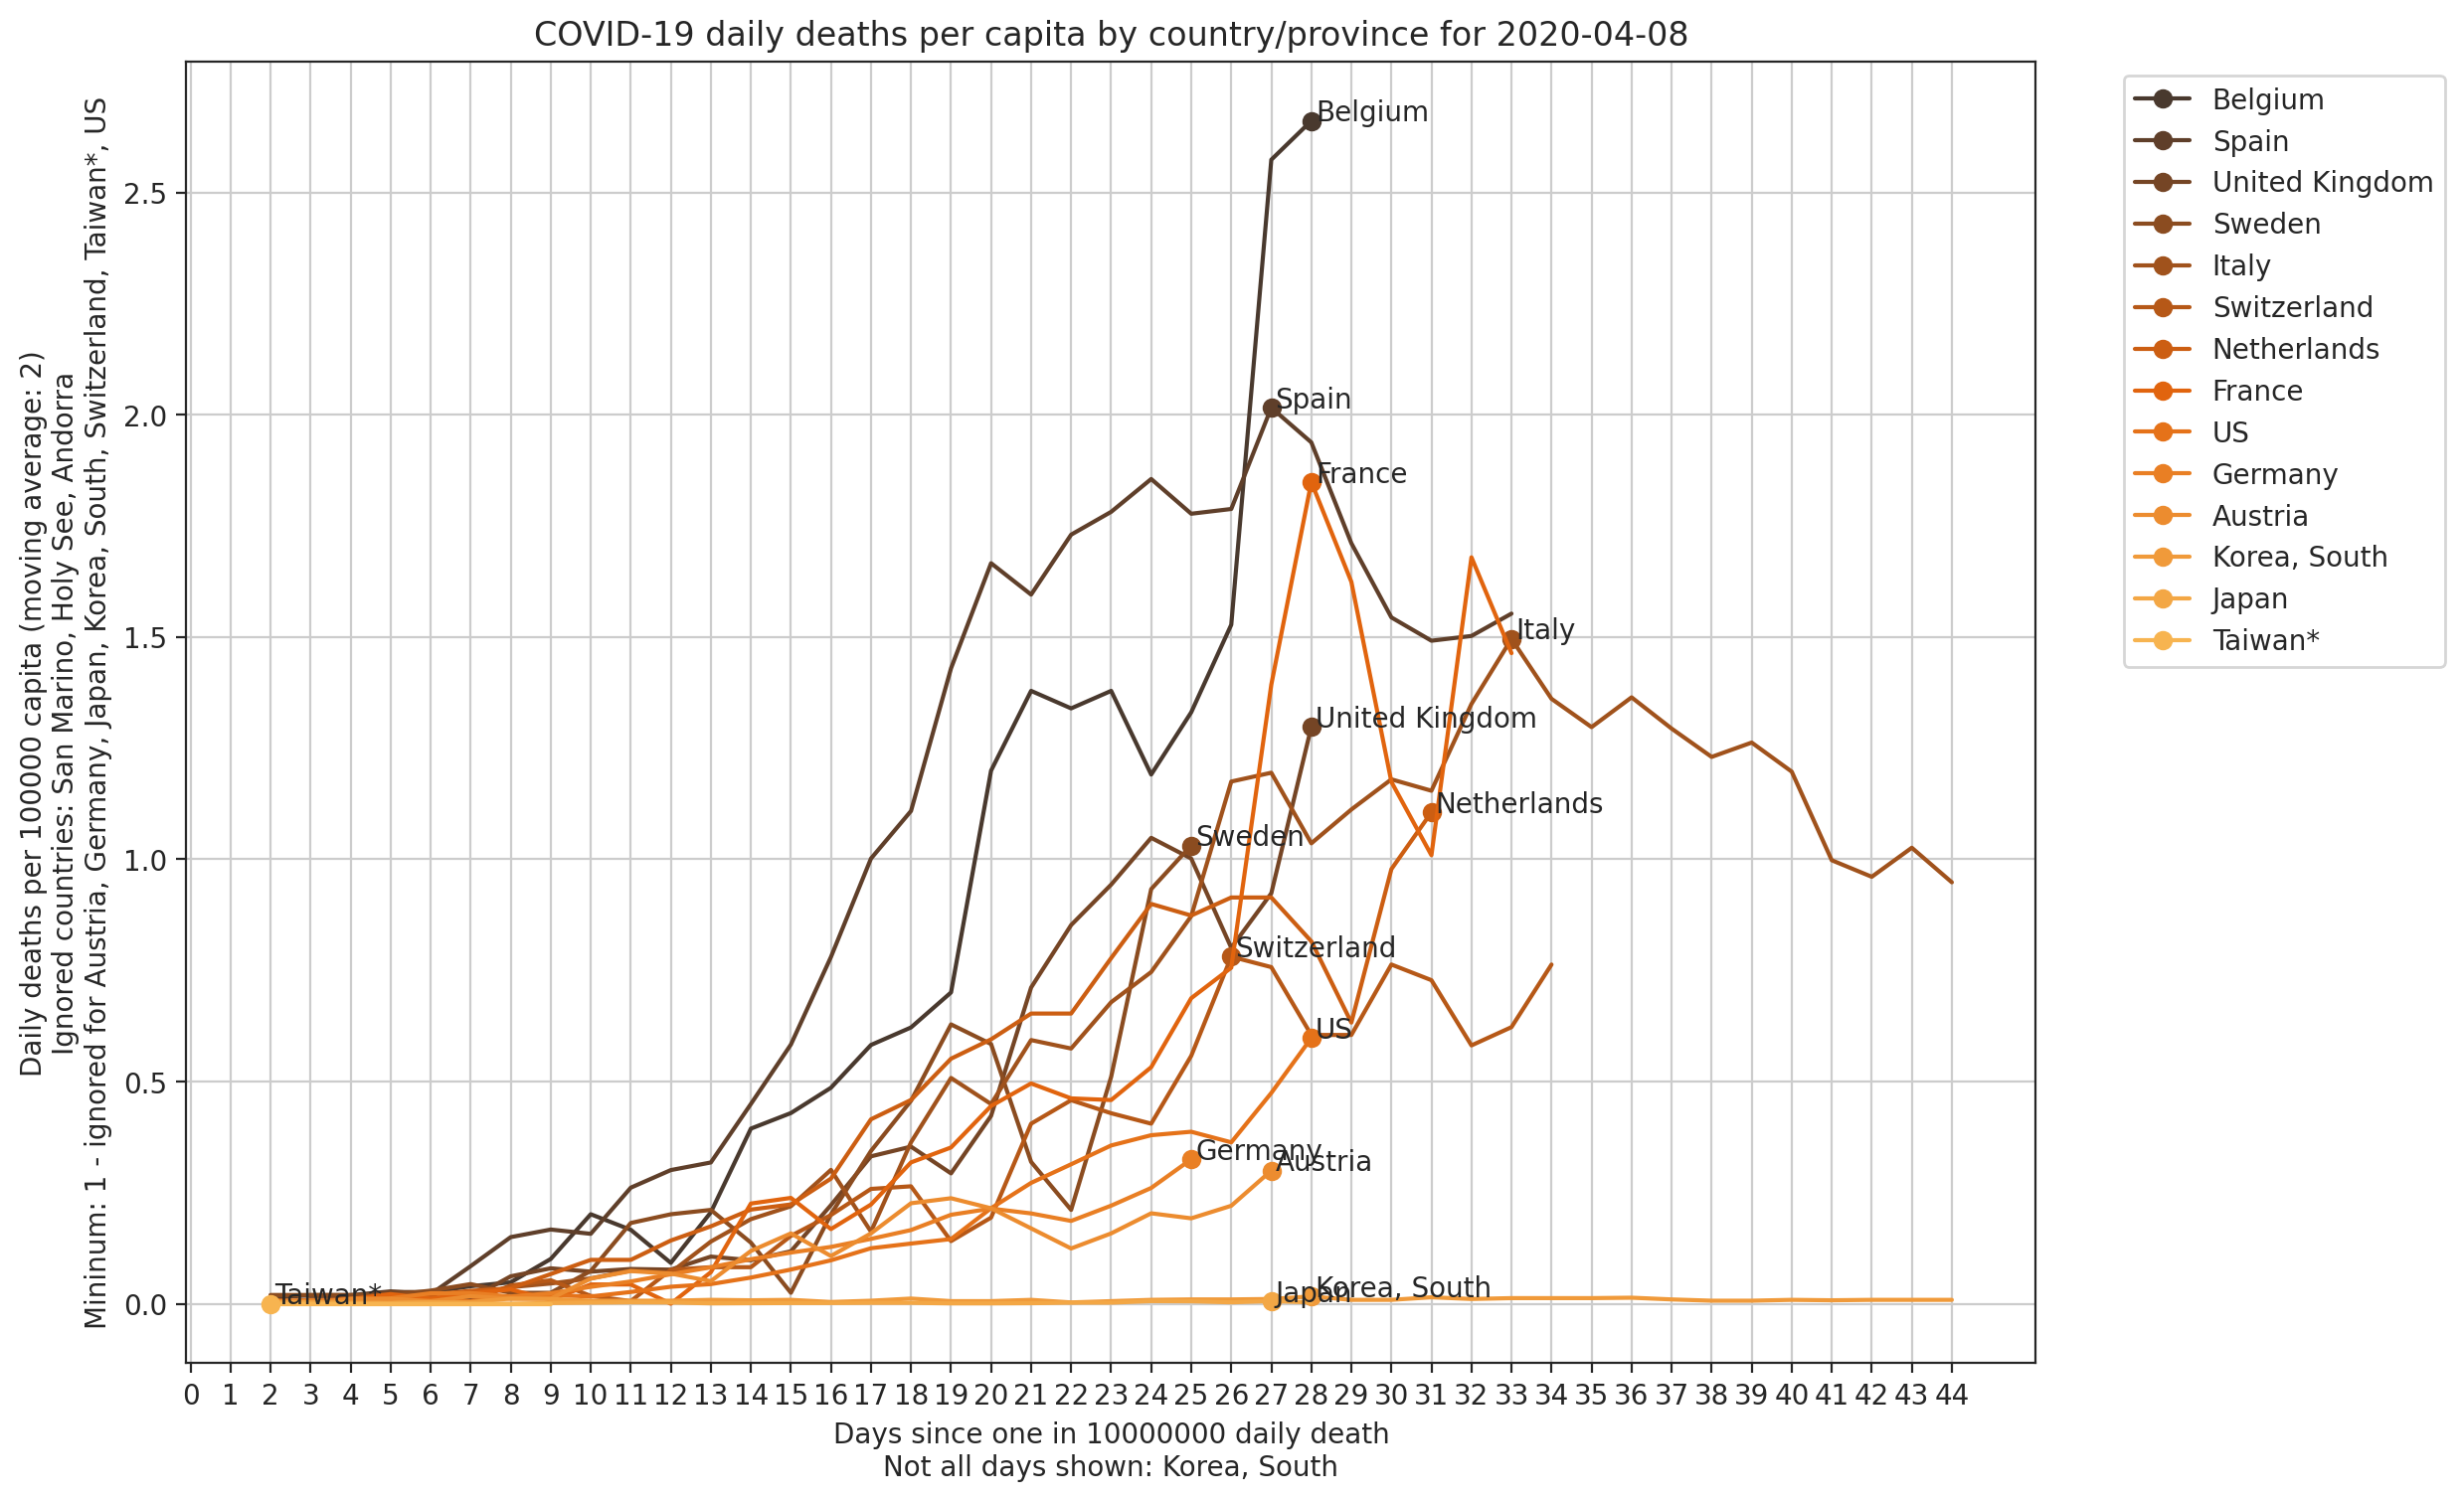 COVID-19 daily deaths per capita by country/province for 2020-04-08
Daily deaths per 100000 capita (moving average: 2)
Ignored countries: San Marino, Holy See, Andorra
Mininum: 1 - ignored for Austria, Germany, Japan, Korea, South, Switzerland, Taiwan*, US
2.5
2.0
1.5
1.0
0.5
0.0
Belgium
Spain
France
Italy
United Kingdom
Netherlands
Sweden
Switzerland
US
Germany
Austria
Korea, South
Japan
Taiwan*
0 1 2 3 4 5 6 7 8 9 10 11 12 13 14 15 16 17 18 19 20 21 22 23 24 25 26 27 28 29 30 31 32 33 34 35 36 37 38 39 40 41 42 43 44
Days since one in 10000000 daily death
Not all days shown: Korea, South
Belgium
Spain
United Kingdom
Sweden
Italy
Switzerland
Netherlands
France
US
Germany
Austria
Korea, South
Japan
Taiwan*